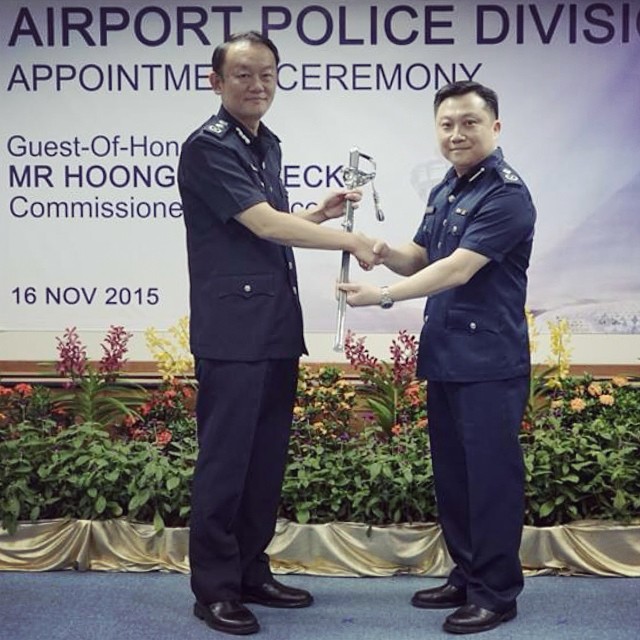 AIRPORT POLICE DIVISI
APPOINTME CEREMONY
Guest-Of-Hon
MR HOONG ECK
Commissione
16 NOV 2015